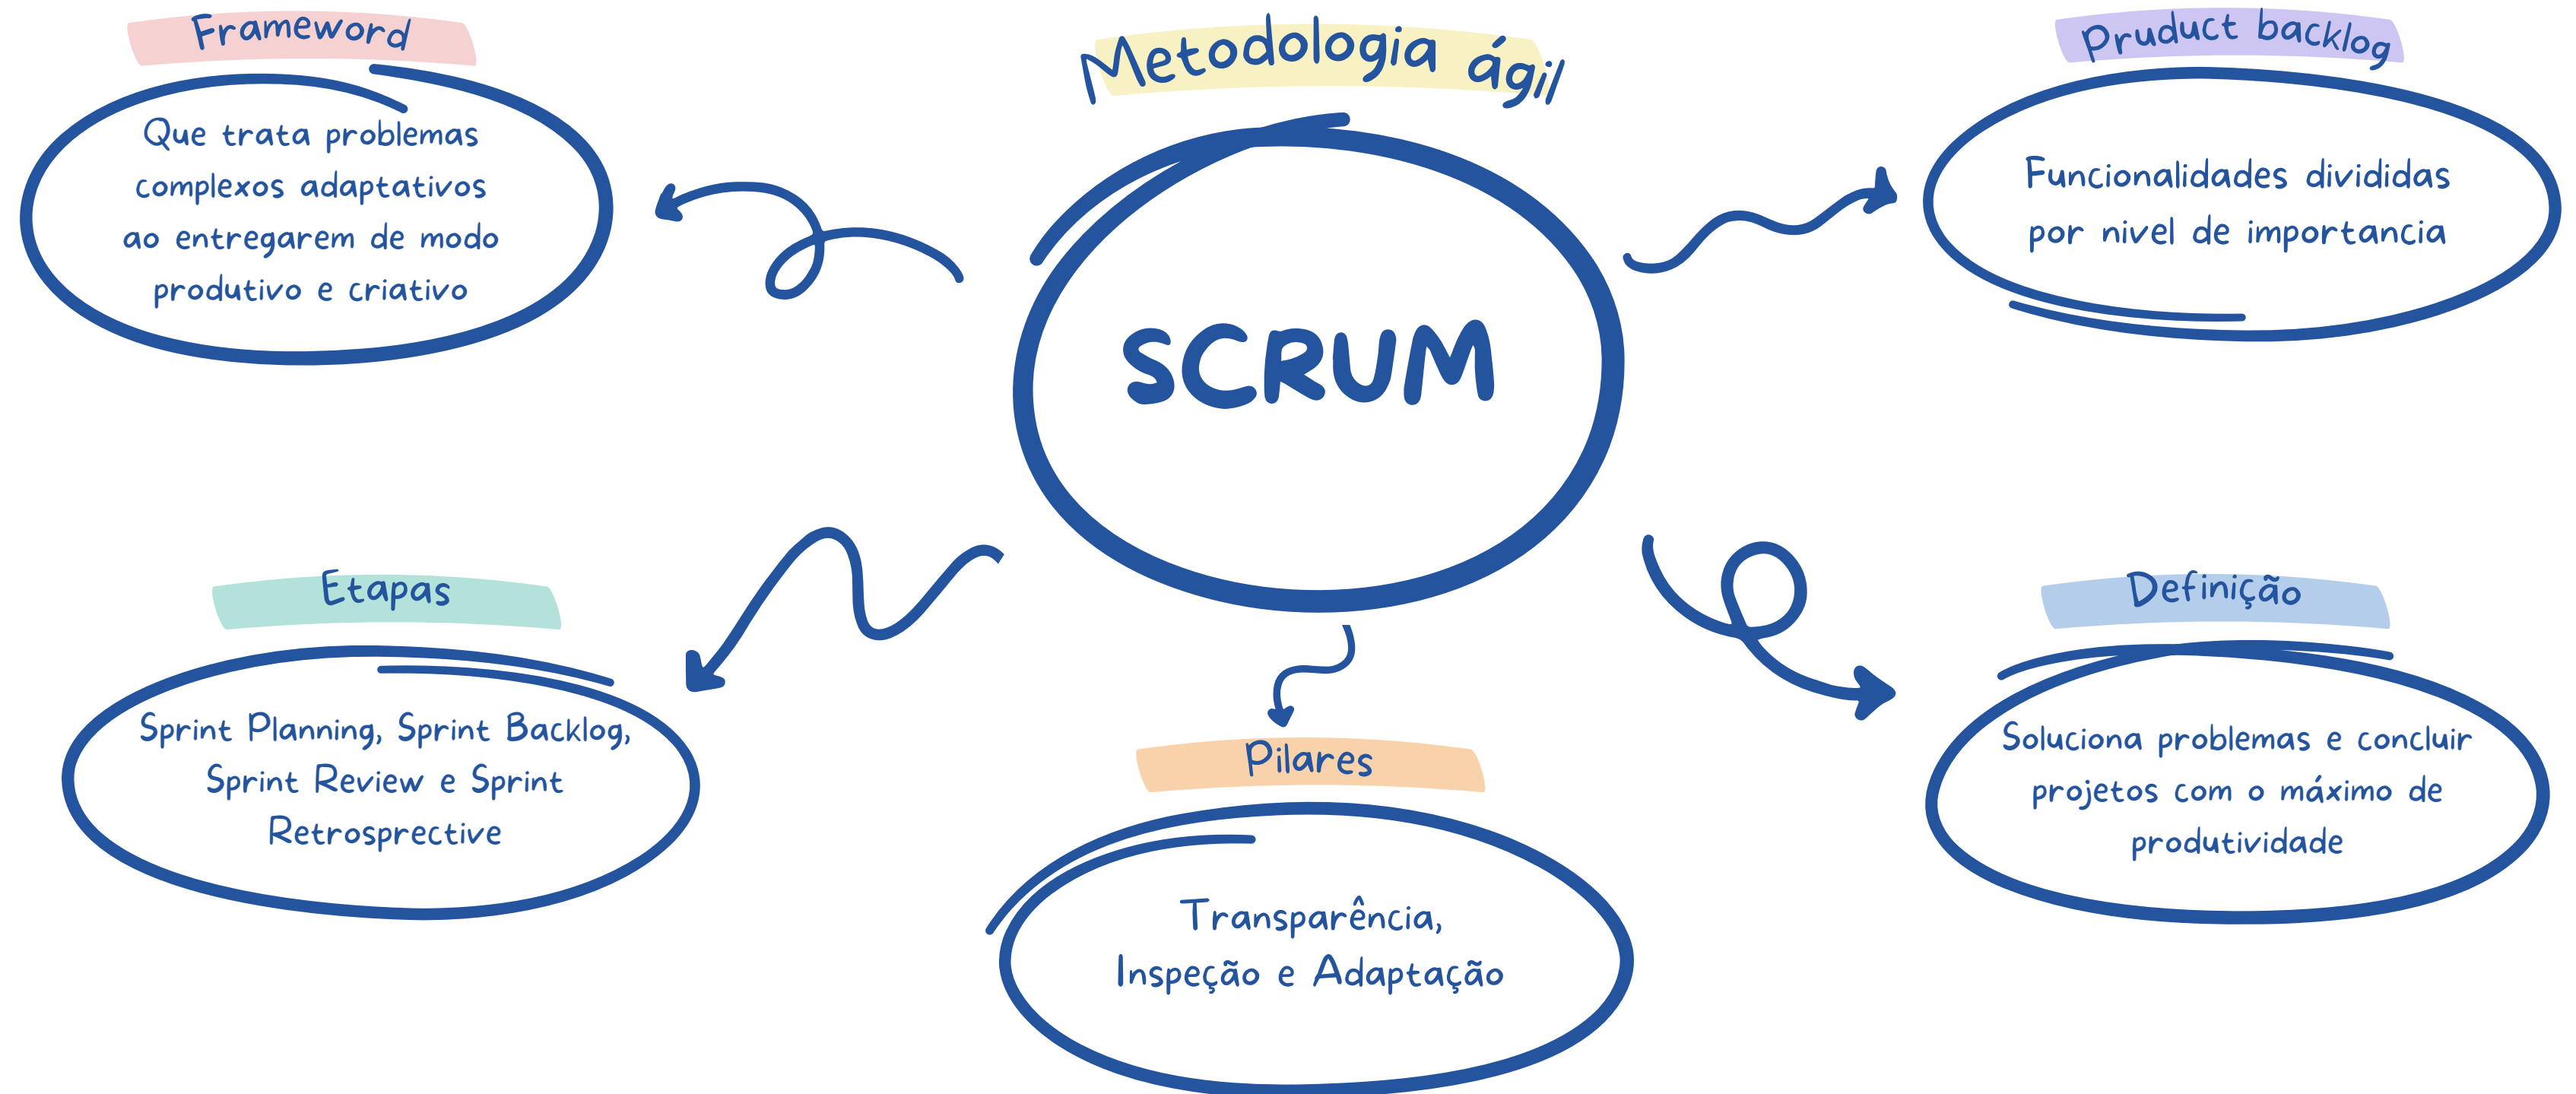 Frameword
Que trata problemas
complexos adaptativos
ao entregarem de modo
produtivo e criativo
Metodologia ágil
SCRUM
Pruduct backlog
Funcionalidades divididas
por nivel de importancia
Etapas
Sprint Planning, Sprint Backlog,
Sprint Review e Sprint
Retrosprective
Pilares
Transparência,
Inspeção e Adaptação
Definição
Soluciona problemas e concluir
projetos com o máximo de
produtividade